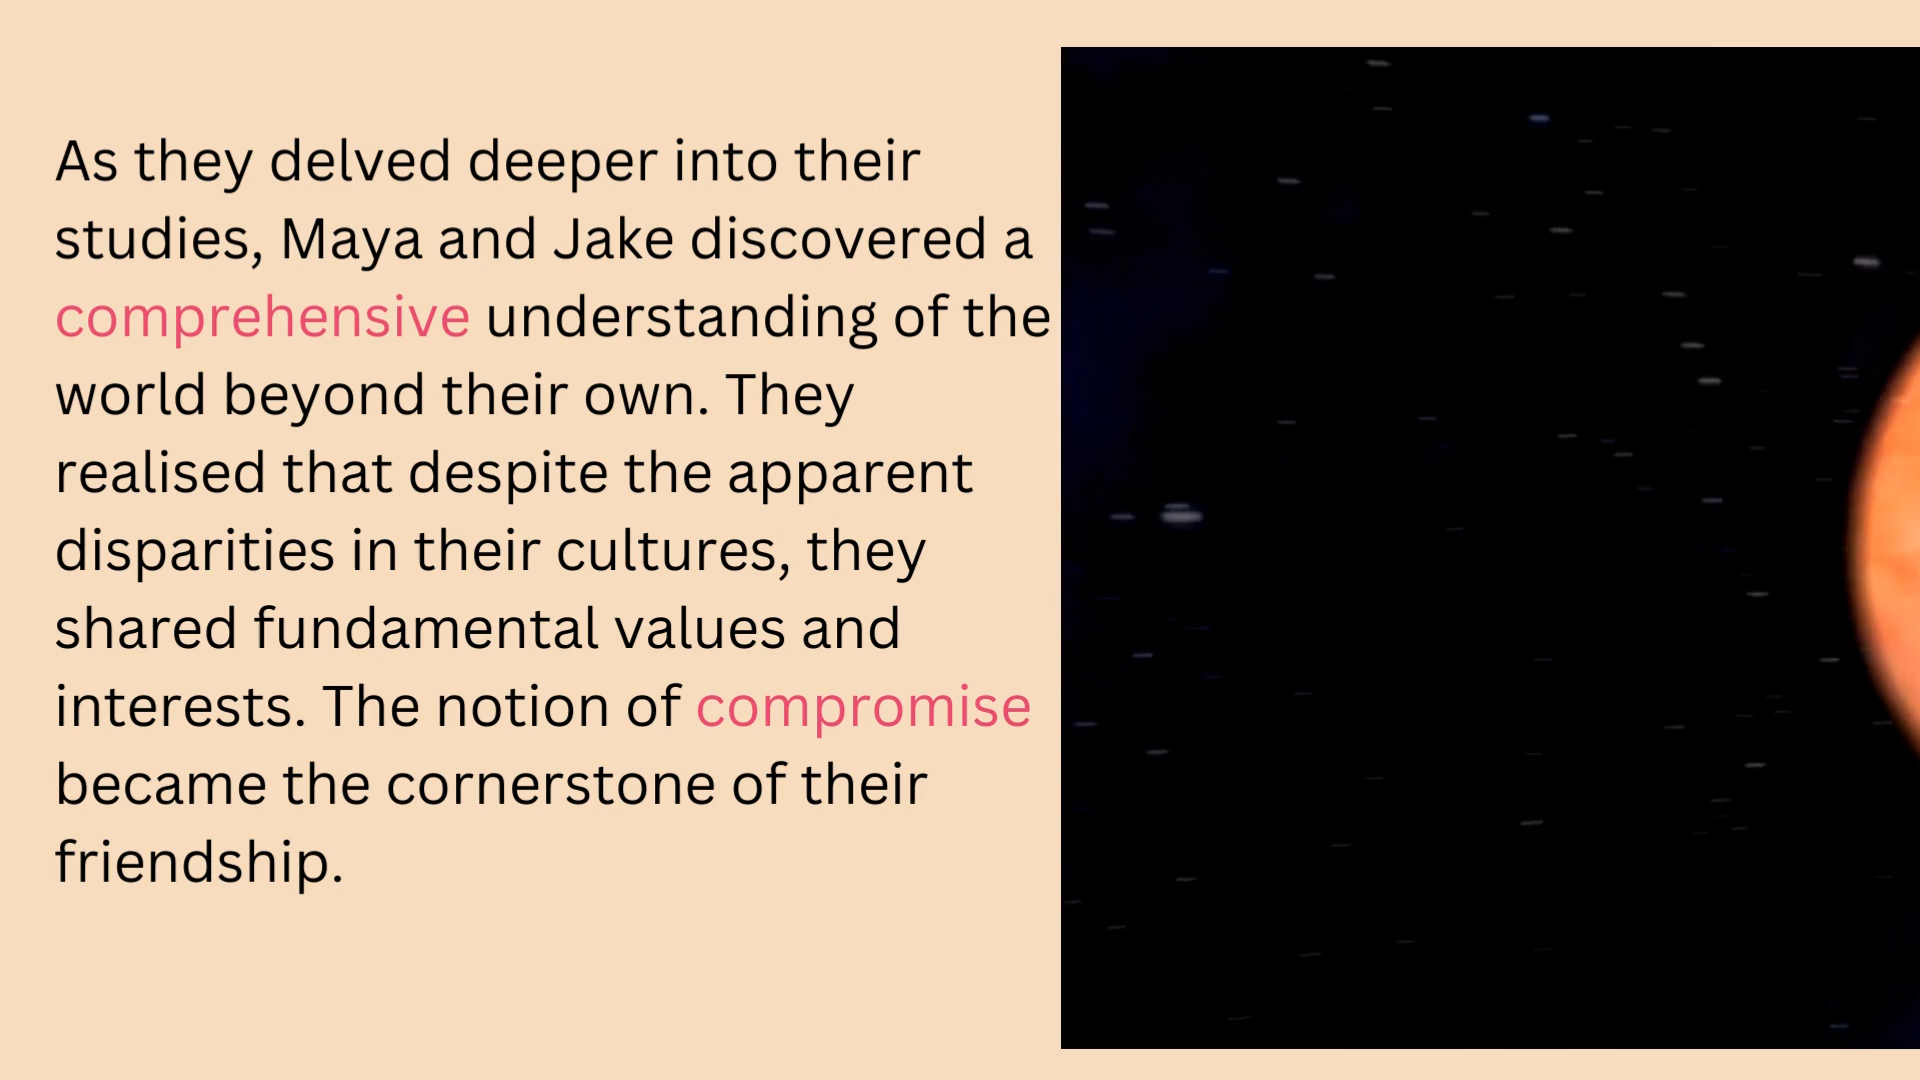 As they delved deeper into their
studies, Maya and Jake discovered a
comprehensive understanding of the
world beyond their own. They
realised that despite the apparent
disparities in their cultures, they
shared fundamental values and
interests. The notion of compromise
became the cornerstone of their
friendship.